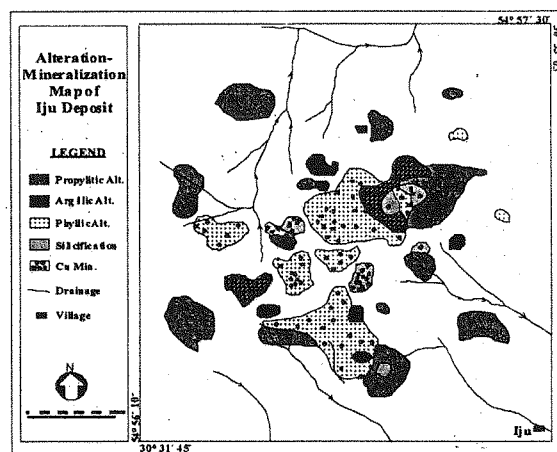 Alteration-
Mineralization
Map of
Iju Deposit
LEGEND
Propylitic Alt.
Argillic Alt.
Phyllic Alt.
Silicification
Cu Min.
Drainage
Village
N
54° 57' 30"
Iju
30° 31' 45"